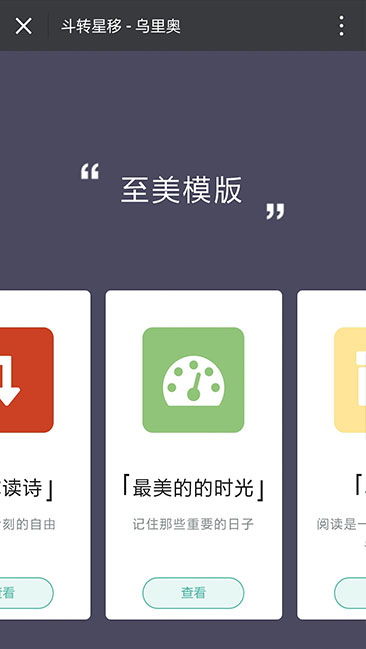 斗转星移 - 乌里奥
“ 至美模版 ”
读诗」
刻的自由
查看
「最美的的时光」
记住那些重要的日子
查看
「
阅读是一